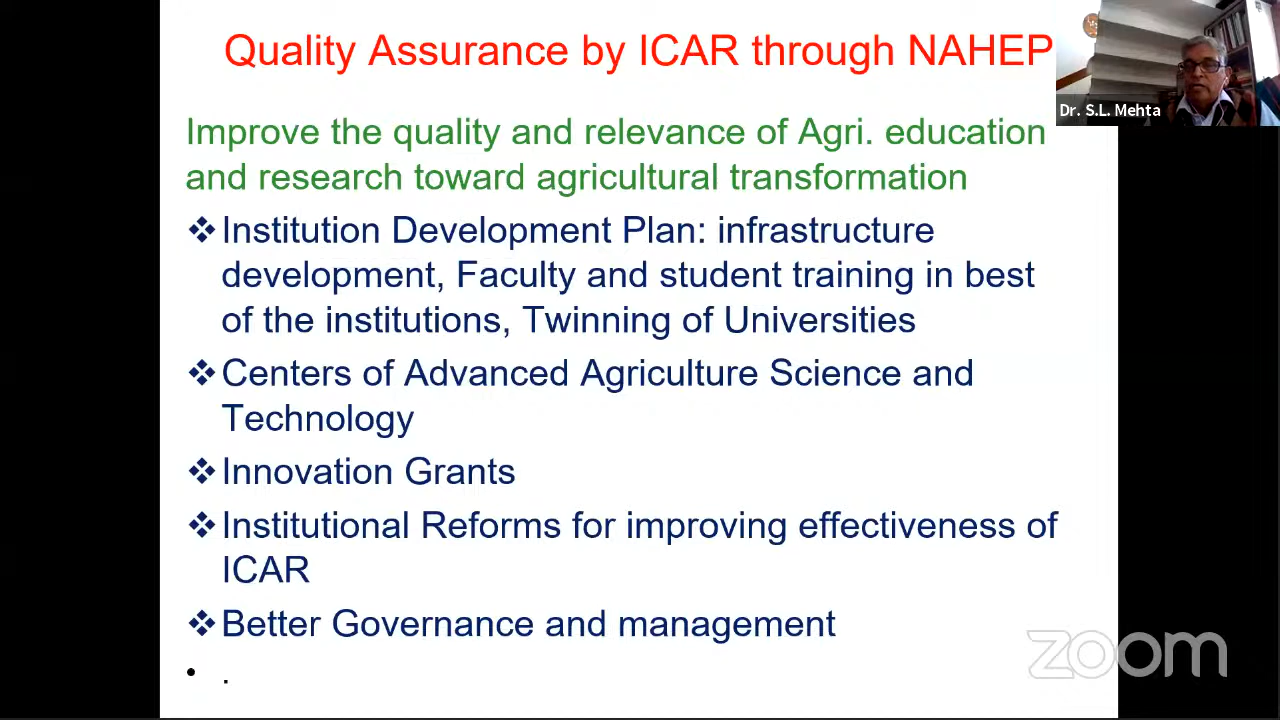 Quality Assurance by ICAR through NAHEP
Dr. S.L. Mehta
Improve the quality and relevance of Agri. education
and research toward agricultural transformation
❖Institution Development Plan: infrastructure
development, Faculty and student training in best
of the institutions, Twinning of Universities
❖Centers of Advanced Agriculture Science and
Technology
❖Innovation Grants
❖Institutional Reforms for improving effectiveness of
ICAR
❖Better Governance and management
• .
zoom